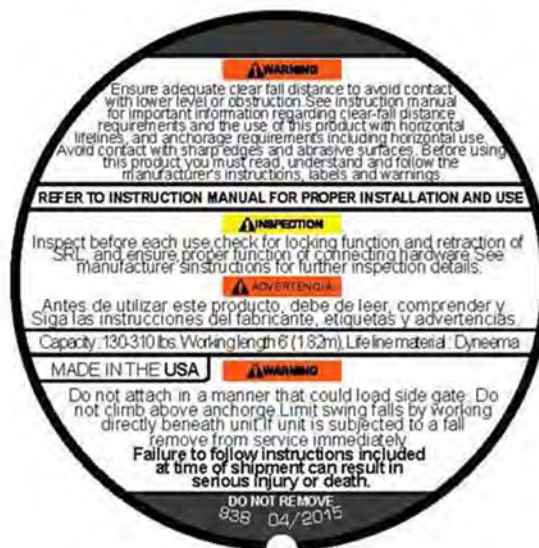 WARNING
Ensure adequate clear fall distance to avoid contact
with lower level or obstruction.See instruction manual
for important information regarding clear-fall distance
requirements and the use of this product with horizontal
lifelines, and anchorage requirements including horizontal use.
Avoid contact with sharp edges and abrasive surfaces. Before using
this product you must read, understand and follow the
manufacturer's instructions, labels and warnings.
REFER TO INSTRUCTION MANUAL FOR PROPER INSTALLATION AND USE
INSPECTION
Inspect before each use,check for locking function,and retraction of
SRL, and ensure proper function of connecting hardware.See
manufacturer sinstructions for further inspection details.
ADVERTENCIA
Antes de utilizar este producto, debe de leer, comprender y
Siga las instrucciones del fabricante, etiquetas y advertencias.
Capacity : 130-310 lbs. Working length 6' (1.82m), Life line material : Dyneema
MADE IN THE USA
WARNING
Do not attach in a manner that could load side gate. Do
not climb above anchorge.Limit swing falls by working
directly beneath unit.If unit is subjected to a fall
remove from service immediately
Failure to follow instructions included
at time of shipment can result in
serious injury or death.
DO NOT REMOVE
938 04/2015